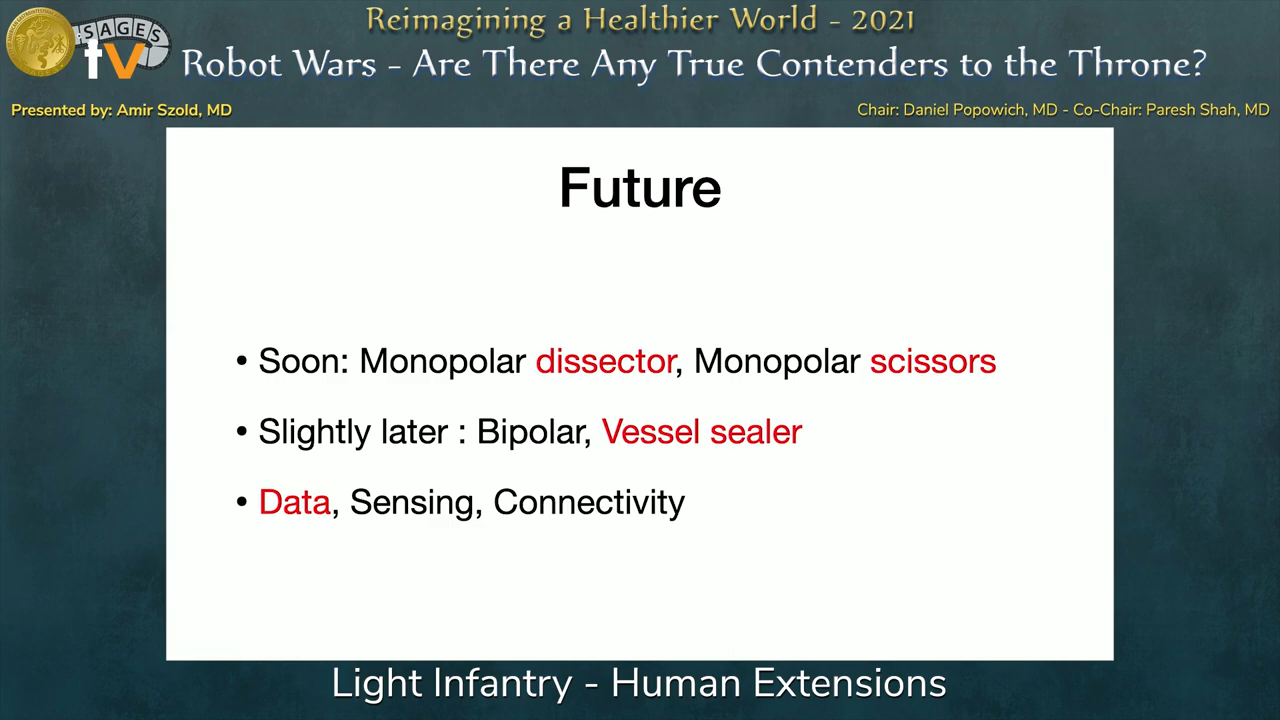 Reimagining a Healthier World - 2021
SAGES
tv
Robot Wars - Are There Any True Contenders to the Throne?
Presented by: Amir Szold, MD
Chair: Daniel Popowich, MD - Co-Chair: Paresh Shah, MD
Future
• Soon: Monopolar dissector, Monopolar scissors
• Slightly later : Bipolar, Vessel sealer
• Data, Sensing, Connectivity
Light Infantry - Human Extensions